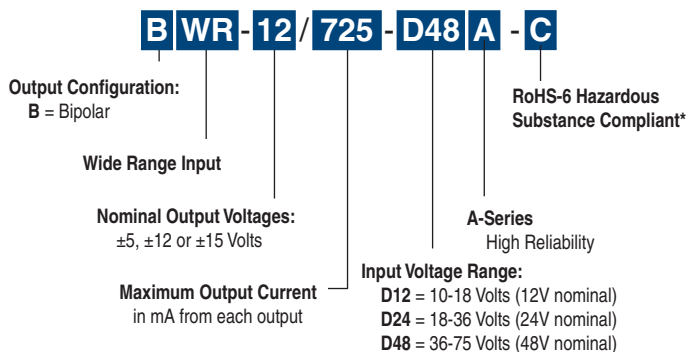 B WR - 12 / 725 - D48 A - C
Output Configuration:
B = Bipolar
Wide Range Input
Nominal Output Voltages:
±5, ±12 or ±15 Volts
Maximum Output Current
in mA from each output
Input Voltage Range:
D12 = 10-18 Volts (12V nominal)
D24 = 18-36 Volts (24V nominal)
D48 = 36-75 Volts (48V nominal)
A-Series
High Reliability
RoHS-6 Hazardous
Substance Compliant*